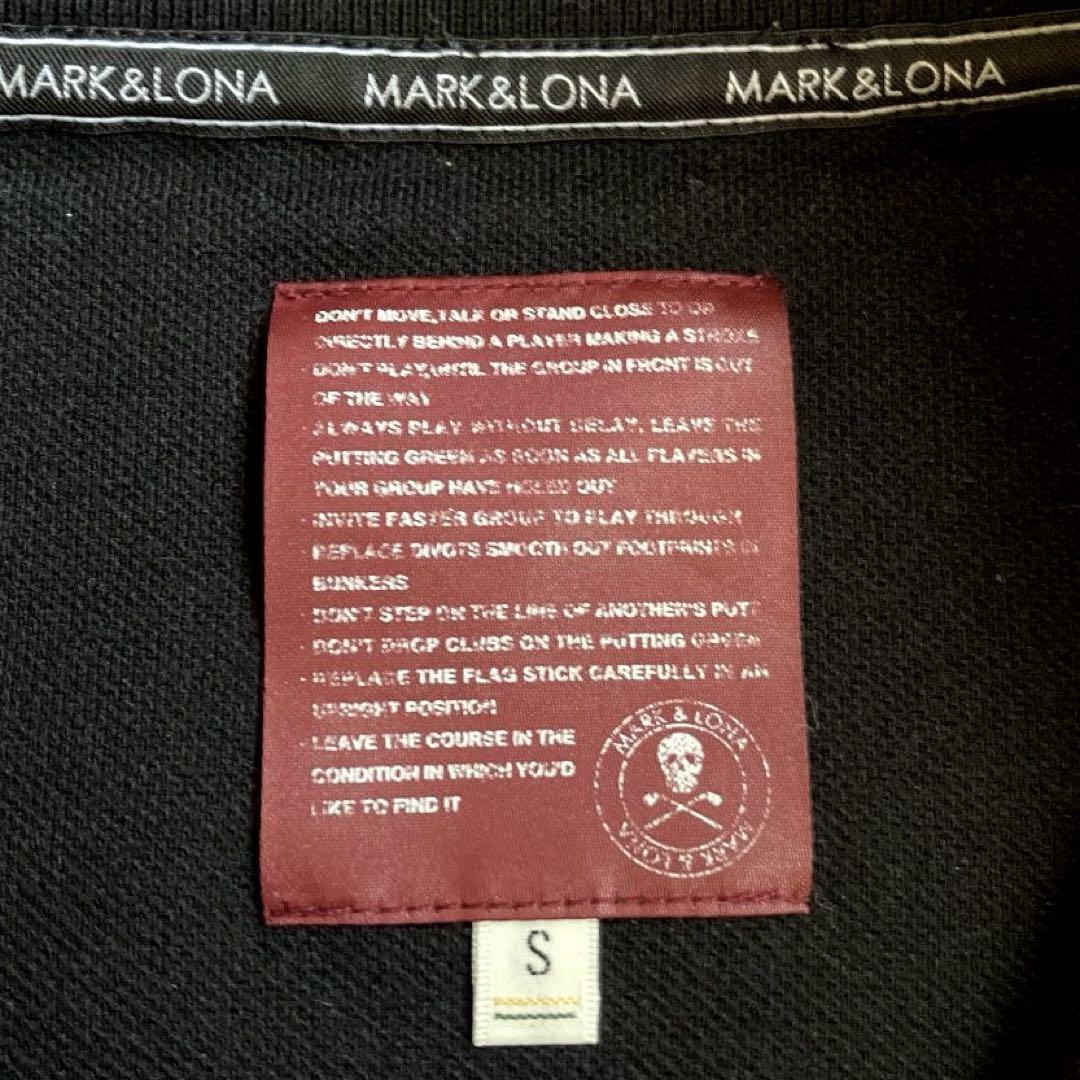 MARK&LONA MARK&LONA MARK&LONA
DON'T MOVE, TALK OR STAND CLOSE TO OR
DIRECTLY BEHIND A PLAYER MAKING A STROKE
· DON'T PLAY, UNTIL THE GROUP IN FRONT IS OUT
OF THE WAY
· ALWAYS PLAY WITHOUT DELAY, LEAVE THE
PUTTING GREEN AS SOON AS ALL PLAYERS IN
YOUR GROUP HAVE HOLED OUT
· INVITE FASTER GROUP TO PLAY THROUGH
· REPLACE DIVOTS SMOOTH OUT FOOTPRINTS IN
BUNKERS
· DON'T STEP ON THE LINE OF ANOTHER'S PUTT
· DON'T DROP CLUBS ON THE PUTTING GREEN
· REPLACE THE FLAG STICK CAREFULLY IN AN
UPRIGHT POSITION
· LEAVE THE COURSE IN THE
CONDITION IN WHICH YOU'D
LIKE TO FIND IT
MARK & LONA
MARK & LONA
S